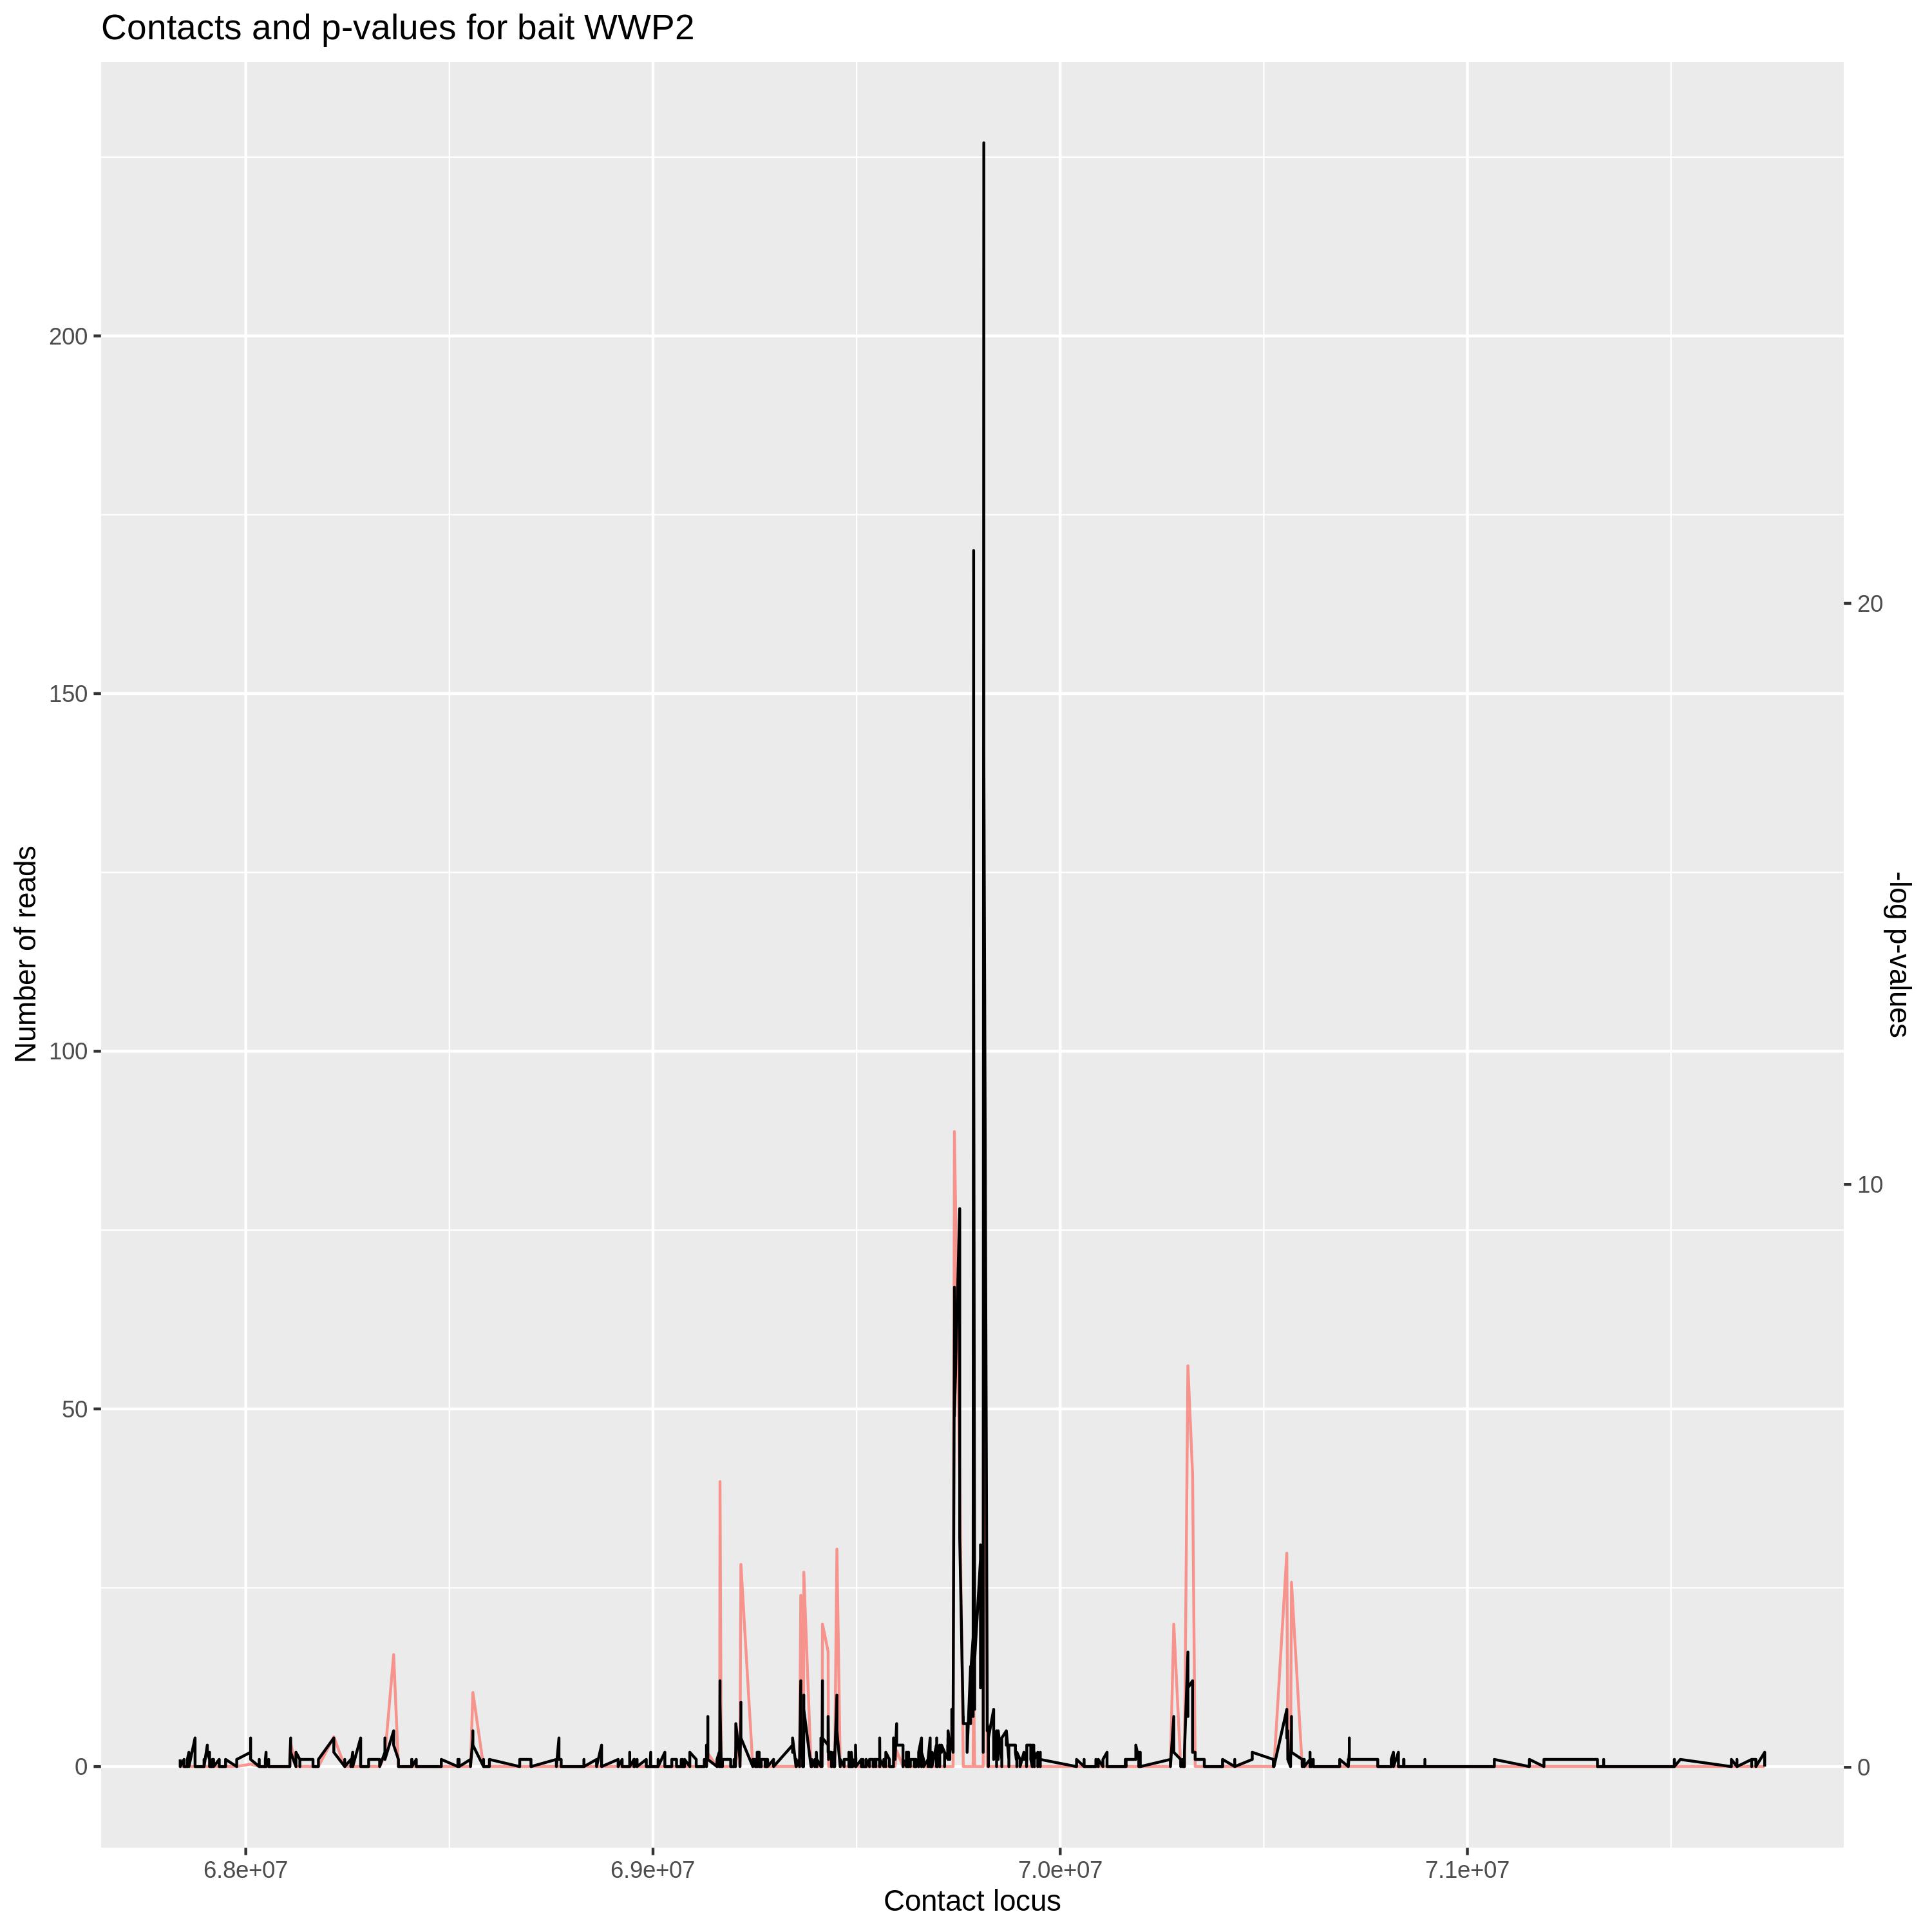 Contacts and p-values for bait WWP2
Number of reads
200
150
100
50
0
20
10
0
-log p-values
6.8e+07
6.9e+07
7.0e+07
7.1e+07
Contact locus